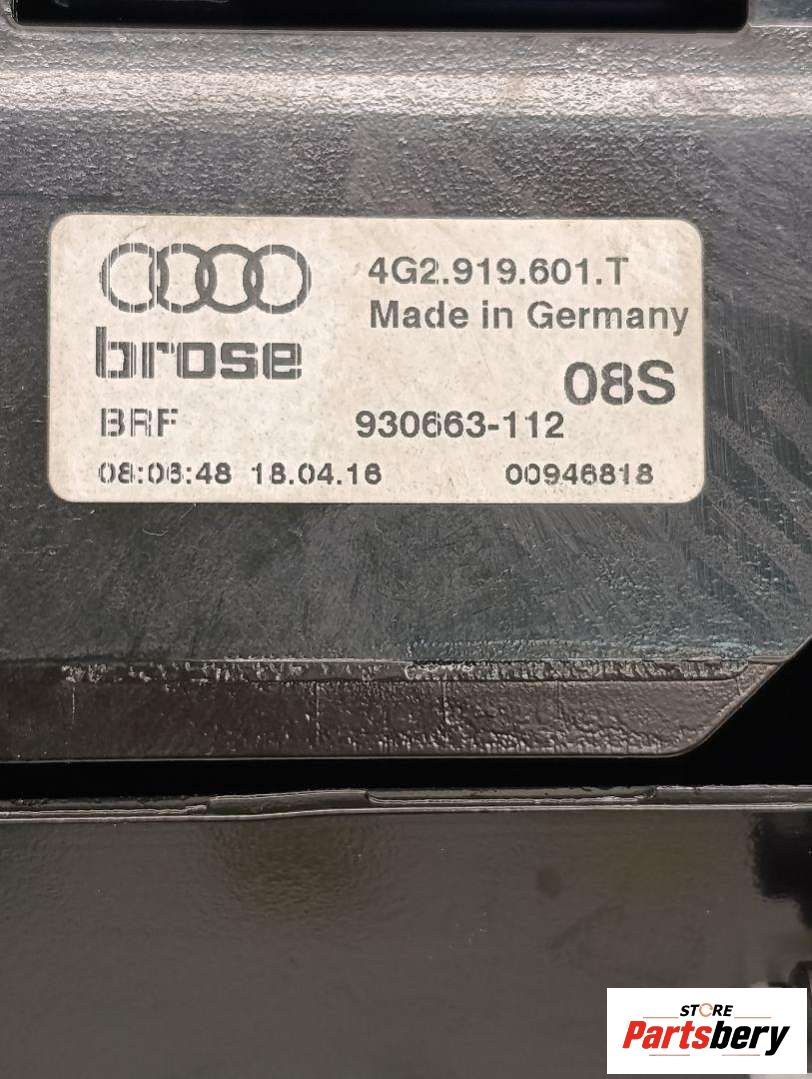 4G2.919.601.T
Made in Germany
brose
08S
BRF 930663-112
08:06:48 18.04.16 00946818
STORE
Partsbery